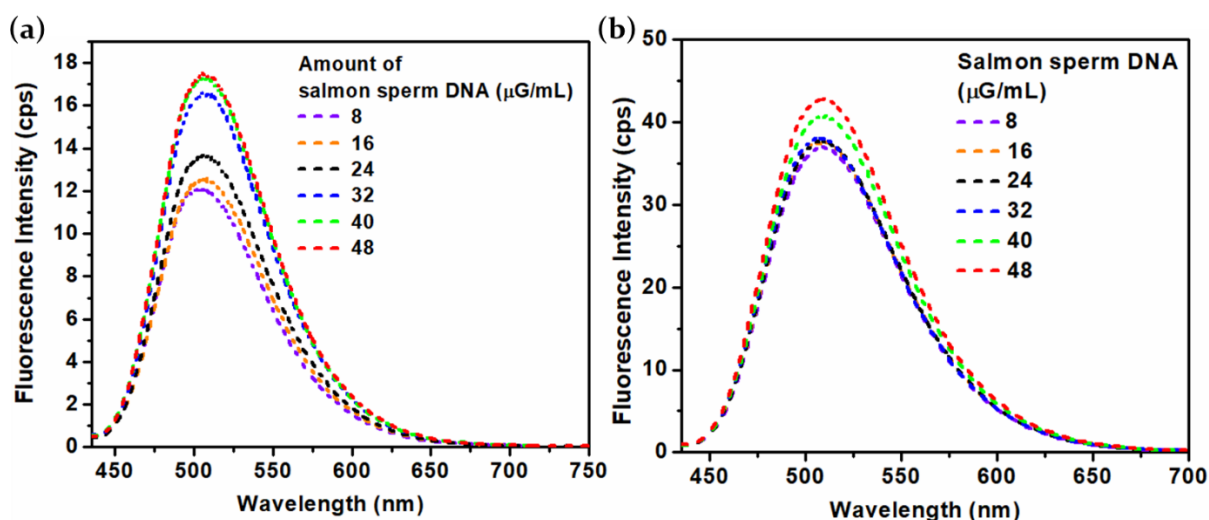 (a)
Fluorescence Intensity (cps)
18
16
14
12
10
8
6
4
2
0
Amount of
salmon sperm DNA (μG/mL)
8
16
24
32
40
48
450 500 550 600 650 700 750
Wavelength (nm)
(b)
Fluorescence Intensity (cps)
50
40
30
20
10
0
Salmon sperm DNA
(μG/mL)
8
16
24
32
40
48
450 500 550 600 650 700
Wavelength (nm)